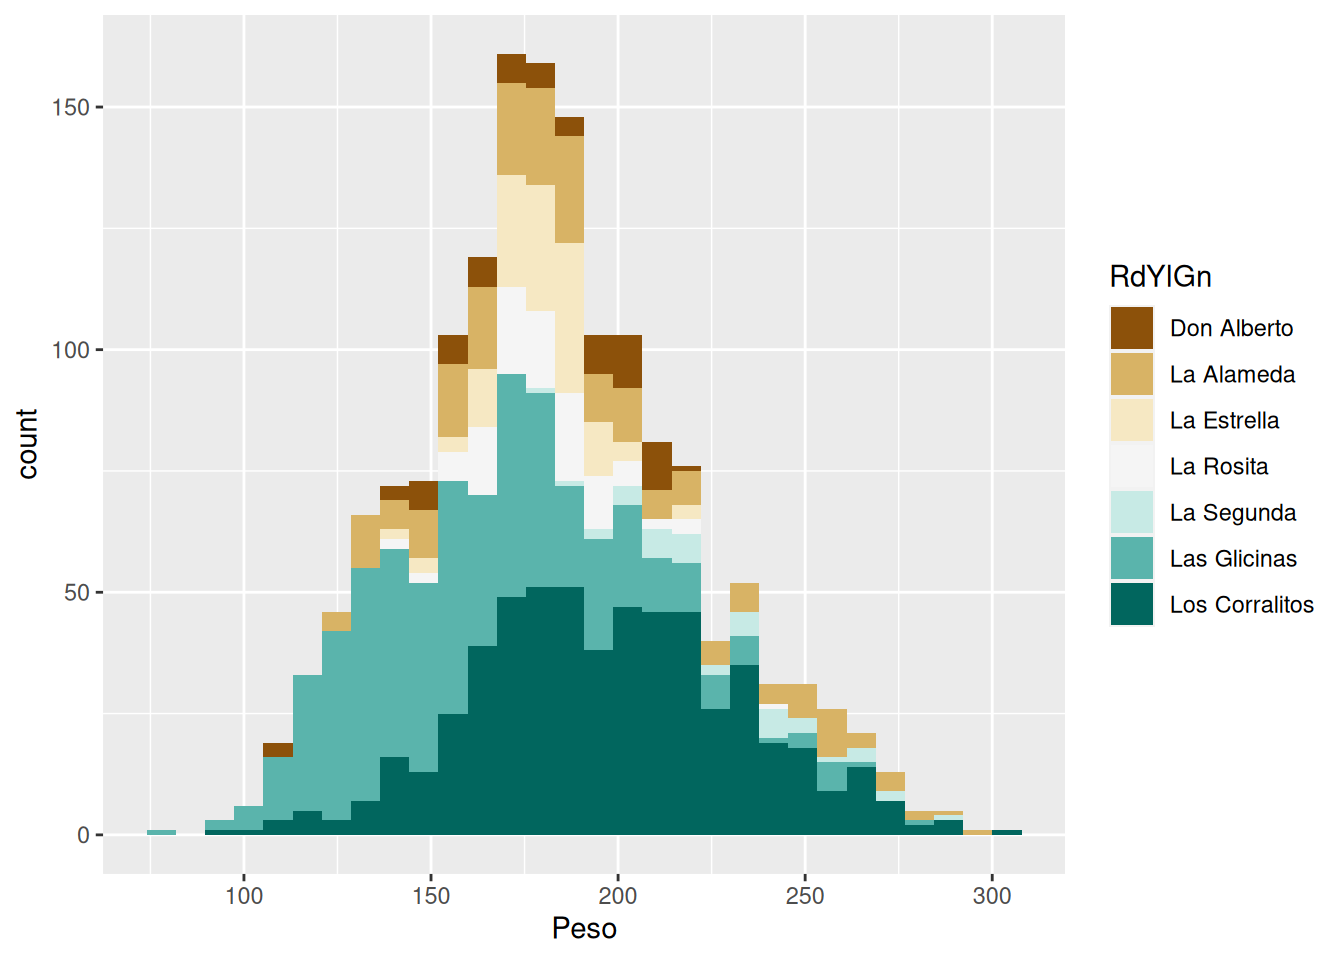 150
100
50
0
count
100 150 200 250 300
Peso
RdYlGn
Don Alberto
La Alameda
La Estrella
La Rosita
La Segunda
Las Glicinas
Los Corralitos